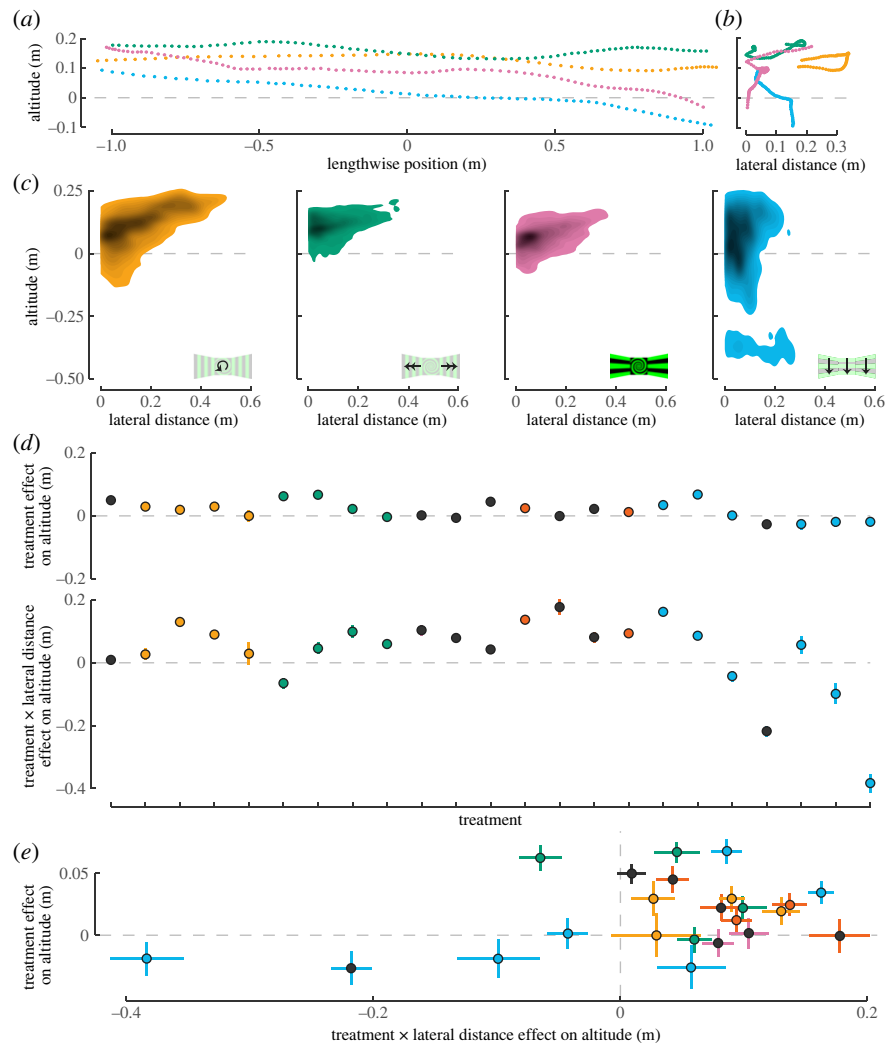 (a)
(b)
altitude (m)
0.2
0.1
0
–0.1
–1.0
–0.5
0
0.5
1.0
lengthwise position (m)
0
0.1
0.2
0.3
lateral distance (m)
(c)
altitude (m)
0.25
0
–0.25
–0.50
0
0.2
0.4
0.6
lateral distance (m)
0
0.2
0.4
0.6
lateral distance (m)
0
0.2
0.4
0.6
lateral distance (m)
0
0.2
0.4
0.6
lateral distance (m)
(d)
treatment effect
on altitude (m)
0.2
0
–0.2
treatment × lateral distance
effect on altitude (m)
0.2
0
–0.2
–0.4
treatment
(e)
treatment effect
on altitude (m)
0.05
0
–0.4
–0.2
0
0.2
treatment × lateral distance effect on altitude (m)